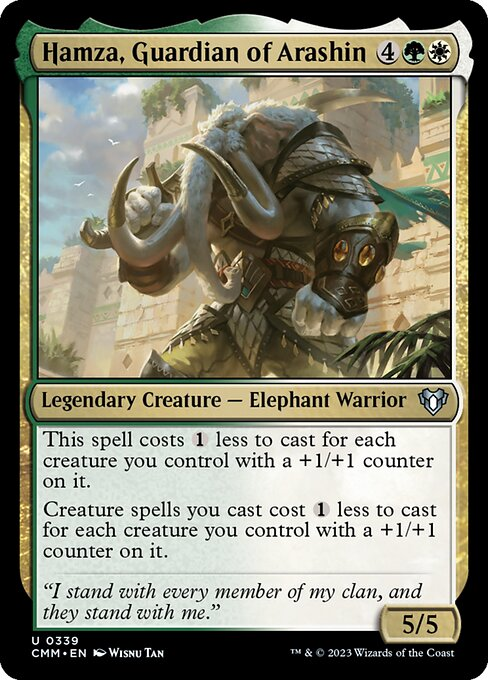 Hamza, Guardian of Arashin 4
Legendary Creature — Elephant Warrior
This spell costs 1 less to cast for each
creature you control with a +1/+1 counter
on it.
Creature spells you cast cost 1 less to cast
for each creature you control with a +1/+1
counter on it.
“I stand with every member of my clan, and
they stand with me.”
5/5
U 0339
CMM • EN Wisnu Tan
™ & © 2023 Wizards of the Coast